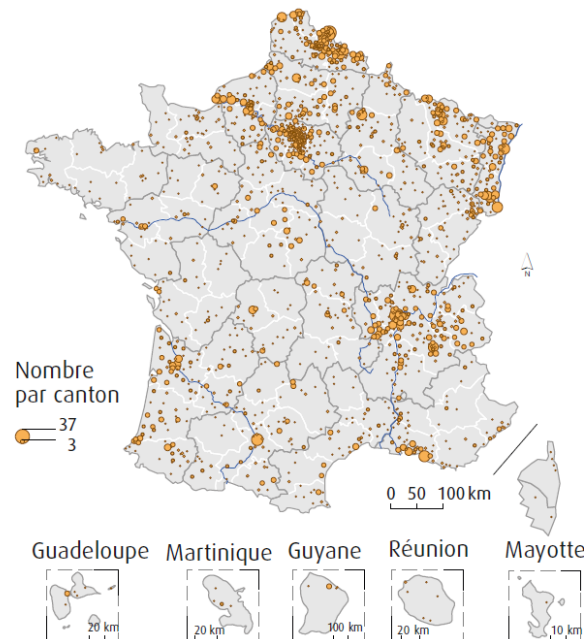 N
Nombre
par canton
37
3
0 50 100 km
Guadeloupe Martinique Guyane Réunion Mayotte
20 km 20 km 100 km 20 km 10 km